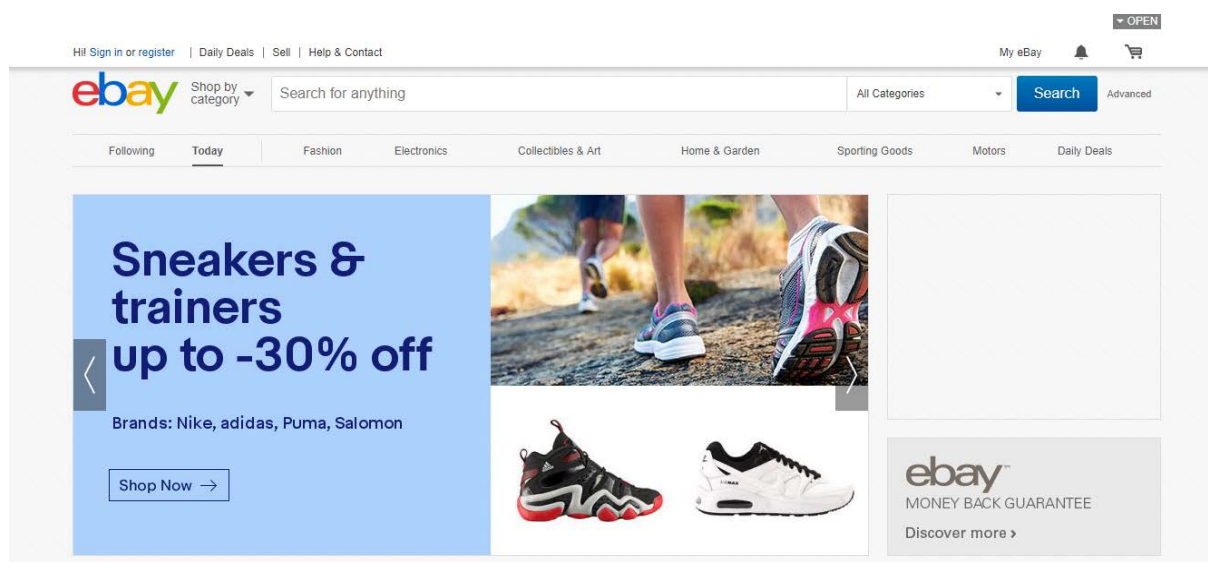 OPEN
Hi! Sign in or register | Daily Deals | Sell | Help & Contact
My eBay
ebay
Shop by
category
Search for anything
All Categories
Search
Advanced
Following
Today
Fashion
Electronics
Collectibles & Art
Home & Garden
Sporting Goods
Motors
Daily Deals
Sneakers &
trainers
up to -30% off
Brands: Nike, adidas, Puma, Salomon
Shop Now →
ebay
MONEY BACK GUARANTEE
Discover more ›